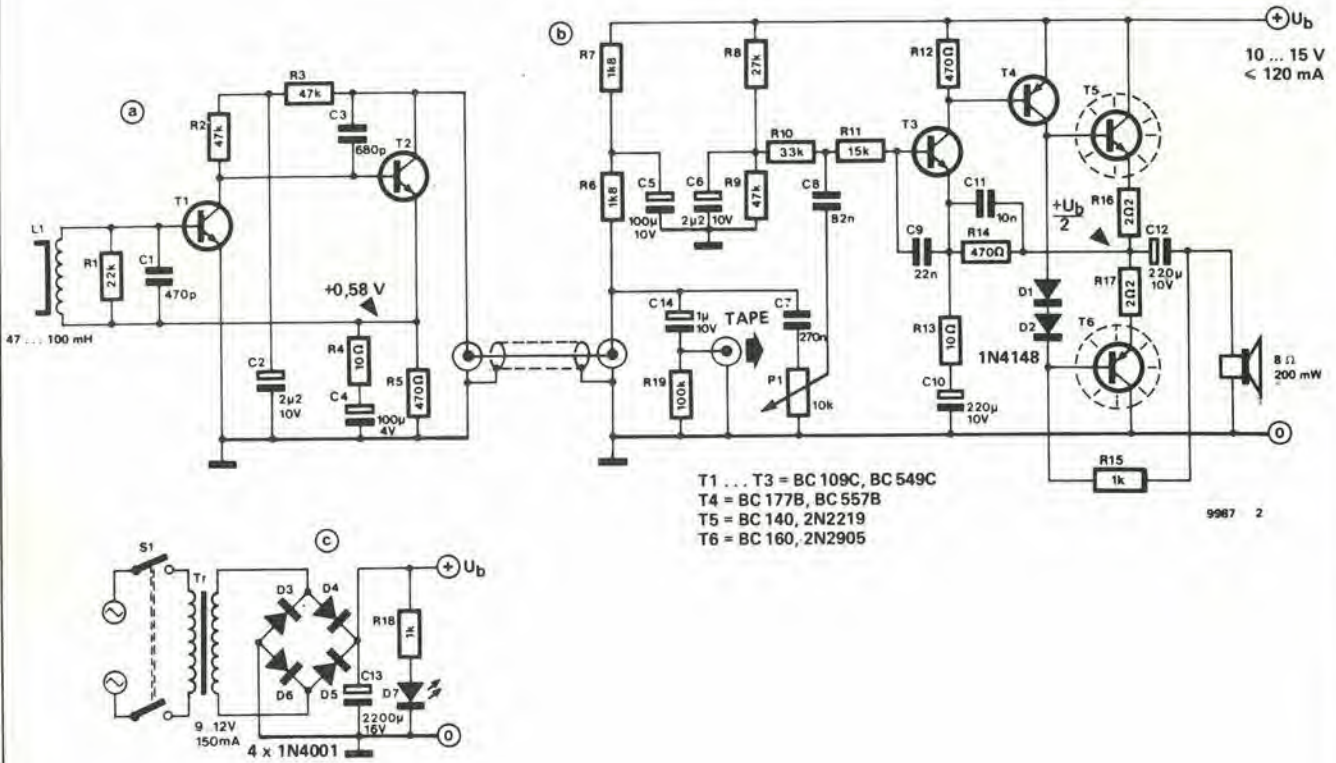 a
L1
47 ... 100 mH
R1
22k
C1
470p
T1
R2
47k
R3
47k
C3
680p
T2
C2
2µ2
10V
+0,58 V
R4
10Ω
C4
100µ
4V
R5
470Ω
b
R7
1k8
R6
1k8
C5
100µ
10V
C6
2µ2
10V
R8
27k
R9
47k
R10
33k
R11
15k
C8
82n
C14
1µ
10V
TAPE
R19
100k
C7
270n
P1
10k
R12
470Ω
T3
C9
22n
C11
10n
R14
470Ω
R13
10Ω
C10
220µ
10V
T4
T5
R16
2Ω2
+Ub
2
C12
220µ
10V
R17
2Ω2
D1
D2
1N4148
T6
R15
1k
8 Ω
200 mW
+ Ub
10 ... 15 V
< 120 mA
0
T1 ... T3 = BC 109C, BC 549C
T4 = BC 177B, BC 557B
T5 = BC 140, 2N2219
T6 = BC 160, 2N2905
9987 2
c
S1
Tr
9...12V
150mA
D3
D4
D6
D5
4 x 1N4001
C13
2200µ
16V
R18
1k
D7
+ Ub
0